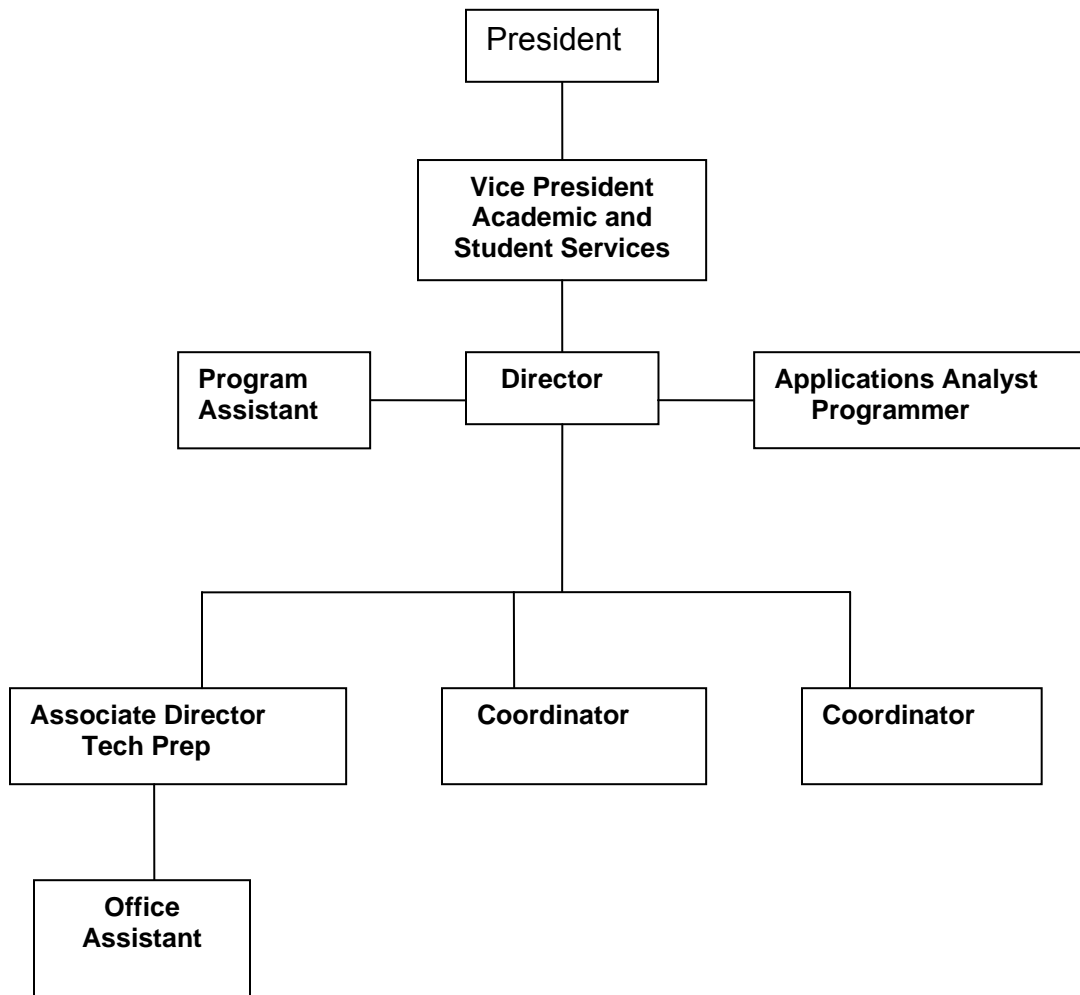 President
Vice President
Academic and
Student Services
Program
Assistant
Director
Applications Analyst
Programmer
Associate Director
Tech Prep
Coordinator
Coordinator
Office
Assistant